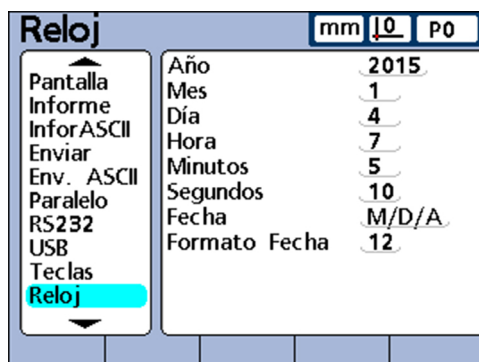 Reloj
mm 0 P0
Pantalla
Informe
InforASCII
Enviar
Env. ASCII
Paralelo
RS232
USB
Teclas
Reloj
Año 2015
Mes 1
Día 4
Hora 7
Minutos 5
Segundos 10
Fecha M/D/A
Formato Fecha 12